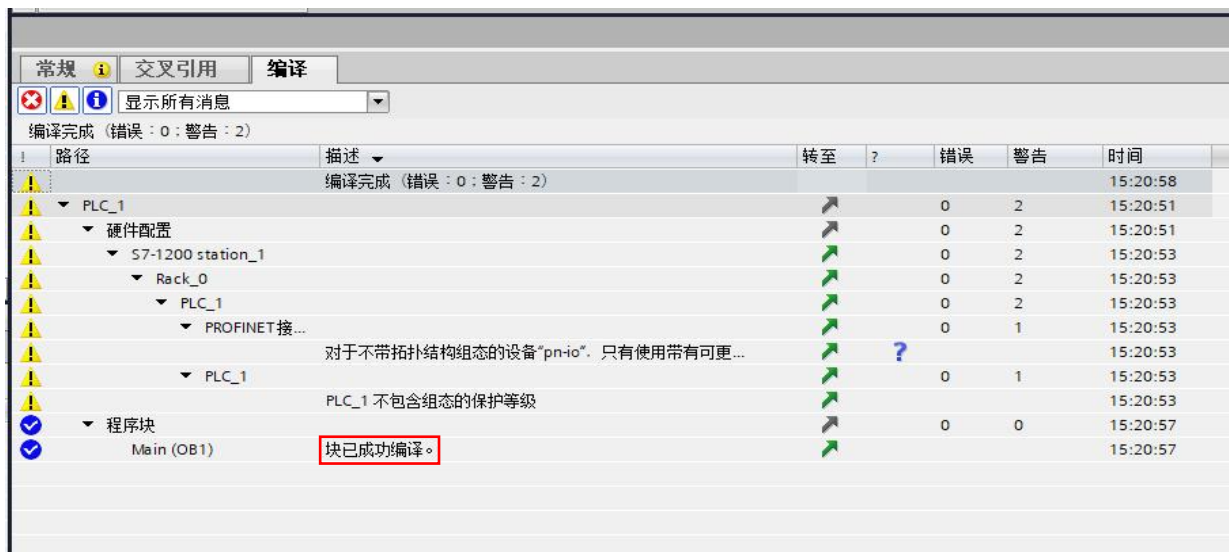 常规 交叉引用 编译
显示所有消息
编译完成（错误：0；警告：2）
! 路径 描述 转至 ? 错误 警告 时间
编译完成（错误：0；警告：2） 15:20:58
PLC_1 0 2 15:20:51
硬件配置 0 2 15:20:51
S7-1200 station_1 0 2 15:20:53
Rack_0 0 2 15:20:53
PLC_1 0 2 15:20:53
PROFINET接... 0 1 15:20:53
对于不带拓扑结构组态的设备“pn-io”，只有使用带有可更... ? 15:20:53
PLC_1 0 1 15:20:53
PLC_1 不包含组态的保护等级 15:20:53
程序块 0 0 15:20:57
Main (OB1) 块已成功编译。 15:20:57